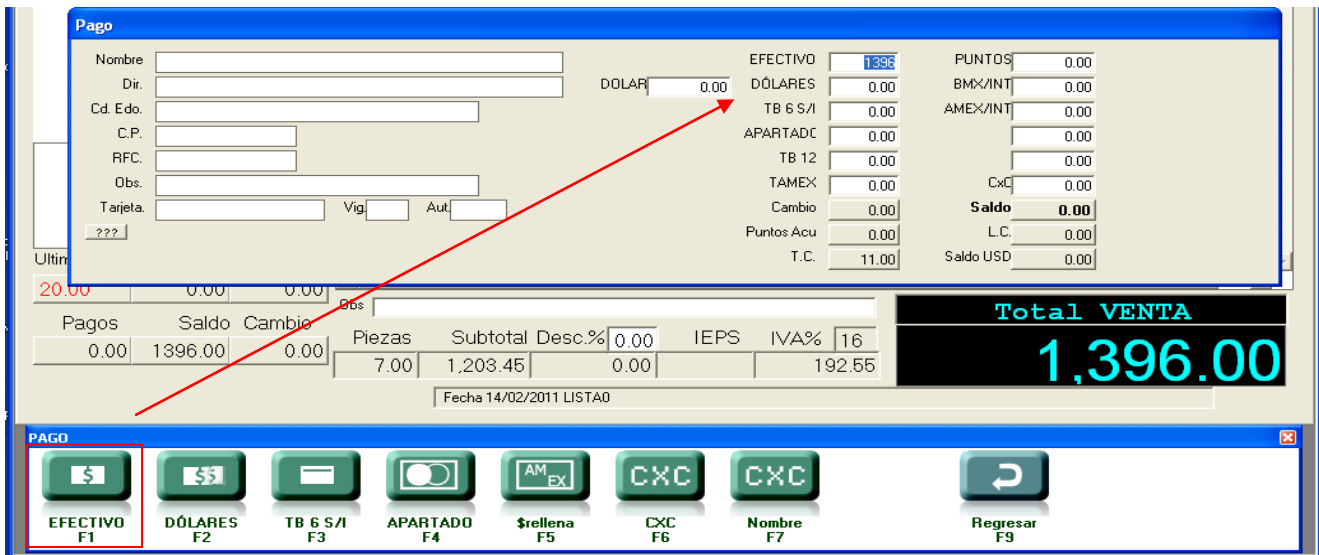 Pago
Nombre
Dir.
Cd. Edo.
C.P.
RFC.
Obs.
Tarjeta. Vig. Aut.
???
DOLAR 0.00
EFECTIVO 1396
DÓLARES 0.00
TB 6 S/I 0.00
APARTADO 0.00
TB 12 0.00
TAMEX 0.00
Cambio 0.00
Puntos Acu 0.00
T.C. 11.00
PUNTOS 0.00
BMX/INT 0.00
AMEX/INT 0.00
0.00
0.00
CxC 0.00
Saldo 0.00
L.C. 0.00
Saldo USD 0.00
Ultim
20.00 0.00 0.00
Pagos Saldo Cambio
0.00 1396.00 0.00
Obs
Piezas Subtotal Desc.% 0.00 IEPS IVA% 16
7.00 1,203.45 0.00 192.55
Total VENTA
1,396.00
Fecha 14/02/2011 LISTA0
PAGO
$ $$ AM EX CXC CXC
EFECTIVO DÓLARES TB 6 S/I APARTADO $rellena CXC Nombre Regresar
F1 F2 F3 F4 F5 F6 F7 F9